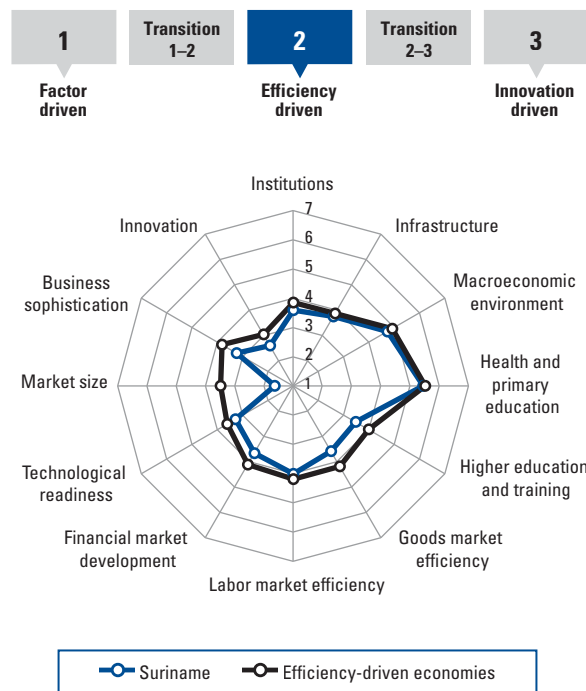 1
Transition
1–2
2
Transition
2–3
3
Factor
driven
Efficiency
driven
Innovation
driven
Institutions
Infrastructure
Macroeconomic
environment
Health and
primary
education
Higher education
and training
Goods market
efficiency
Labor market efficiency
Financial market
development
Technological
readiness
Market size
Business
sophistication
Innovation
7
6
5
4
3
2
1
Suriname
Efficiency-driven economies